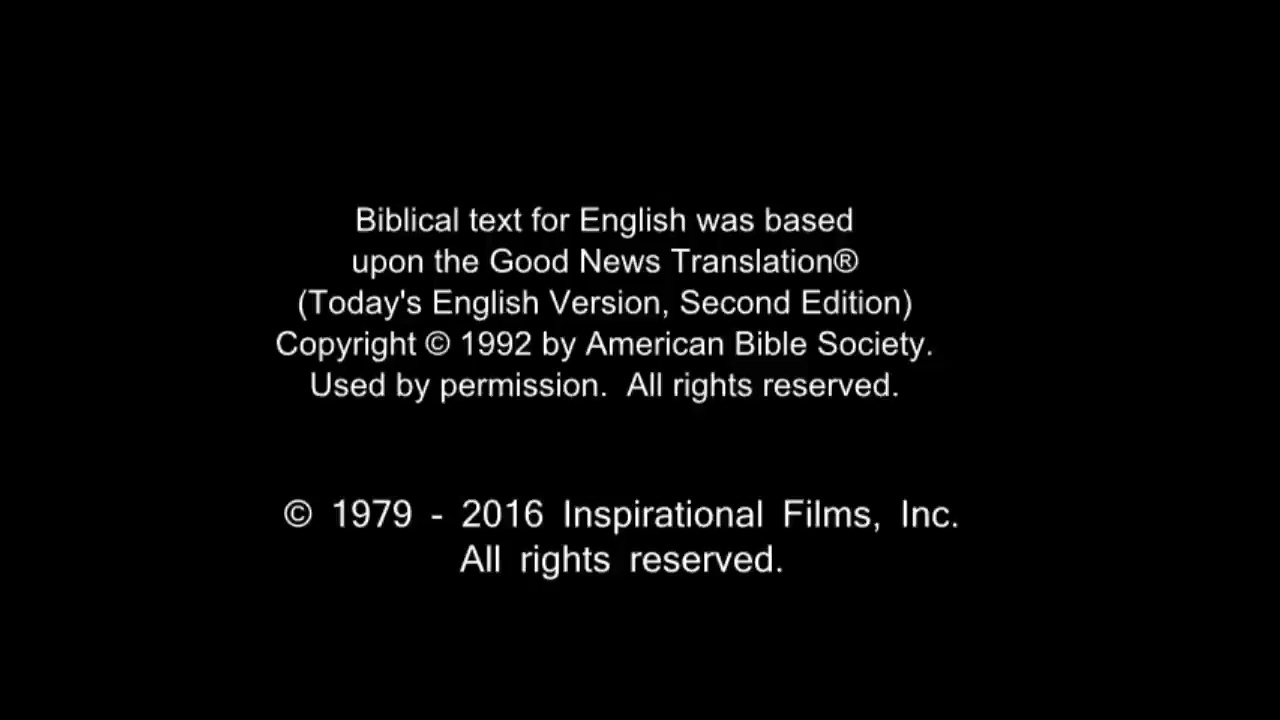 Biblical text for English was based
upon the Good News Translation®
(Today's English Version, Second Edition)
Copyright © 1992 by American Bible Society.
Used by permission.  All rights reserved.
© 1979 - 2016 Inspirational Films, Inc.
All rights reserved.